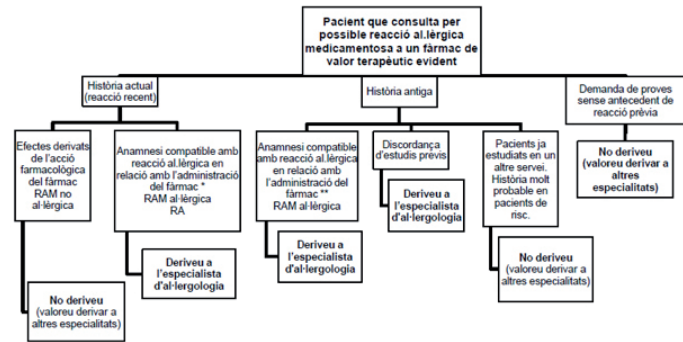 Pacient que consulta per
possible reacció al.lèrgica
medicamentosa a un fàrmac de
valor terapèutic evident
Història actual
(reacció recent)
Història antiga
Demanda de proves
sense antecedent de
reacció prèvia
Efectes derivats
de l'acció
farmacològica
del fàrmac
RAM no
al·lèrgica
Anamnesi compatible amb
reacció al.lèrgica en
relació amb l'administració
del fàrmac *
RAM al·lèrgica
RA
Anamnesi compatible
amb reacció al.lèrgica
en relació amb
l'administració del
fàrmac **
RAM al·lèrgica
Discordança
d'estudis previs
Pacients ja
estudiats en un
altre servei.
Història molt
probable en
pacients de
risc.
No deriveu
(valoreu derivar a
altres
especialitats)
Deriveu a
l'especialista
d'al·lergologia
Deriveu a
l'especialista
d'al·lergologia
Deriveu a
l'especialista
d'al·lergologia
No deriveu
(valoreu derivar a
altres especialitats)
No deriveu
(valoreu derivar a
altres especialitats)